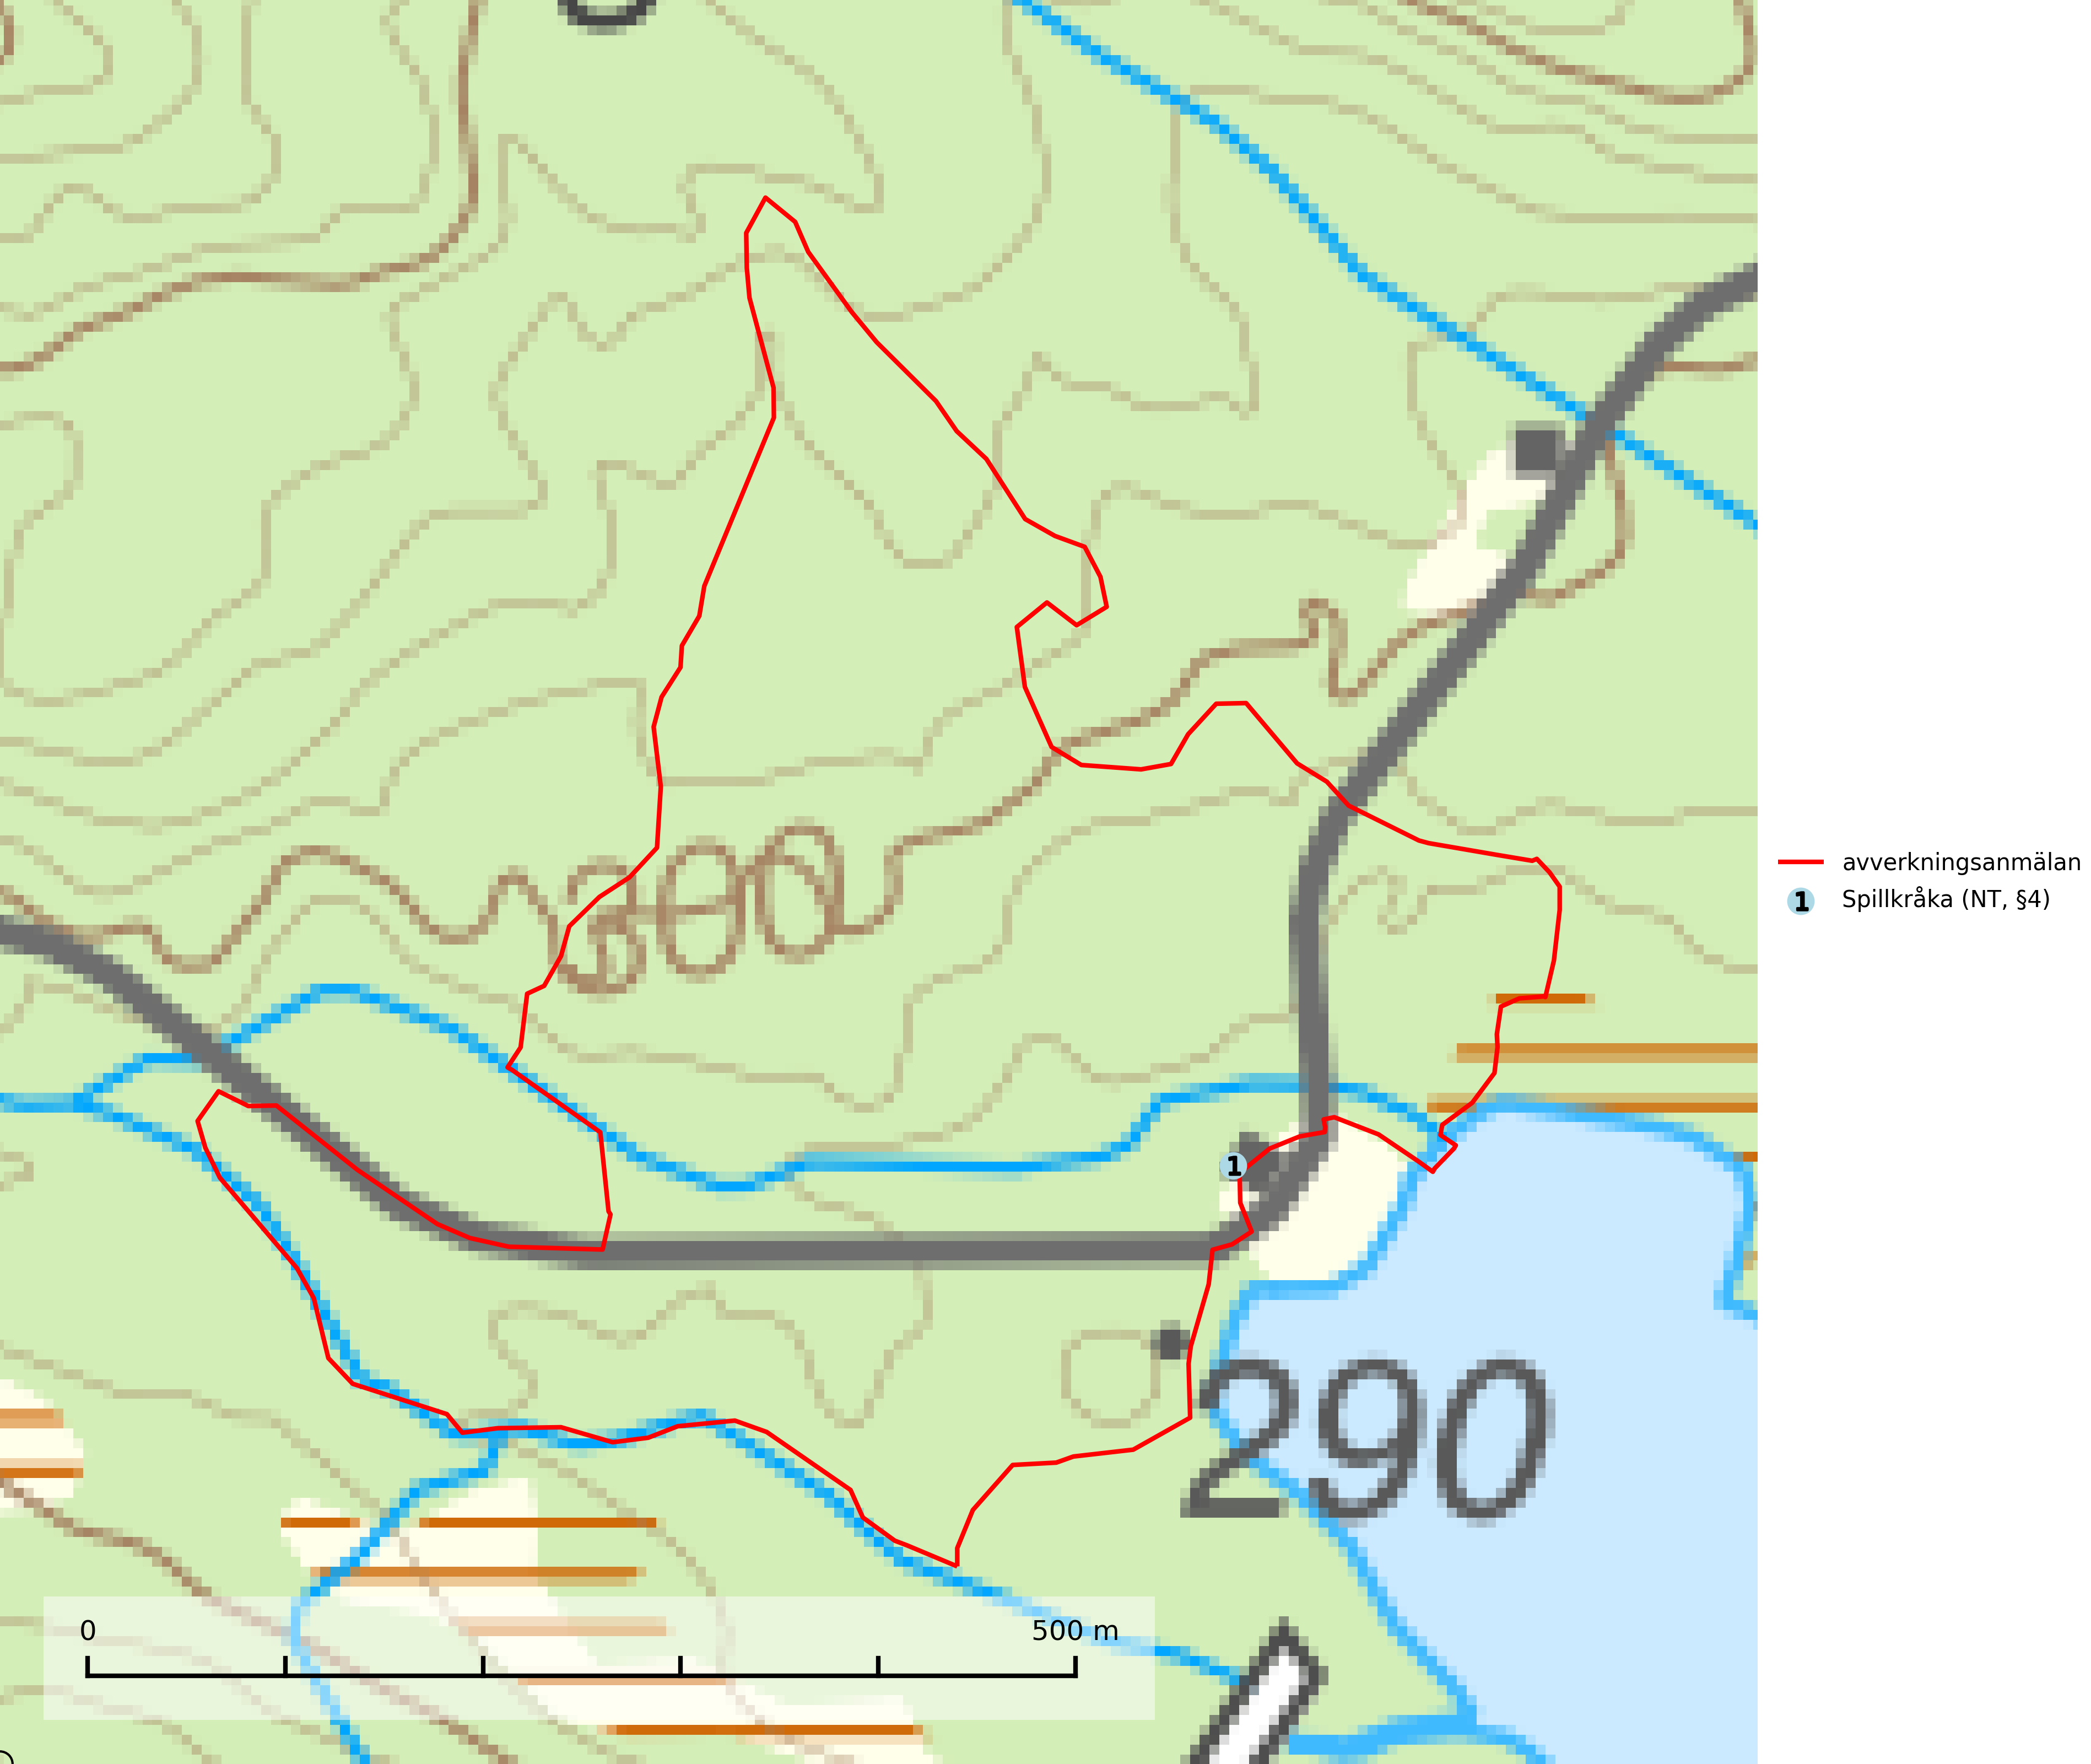 avverkningsanmälan
1 Spillkråka (NT, §4)
300
1
290
0 500 m